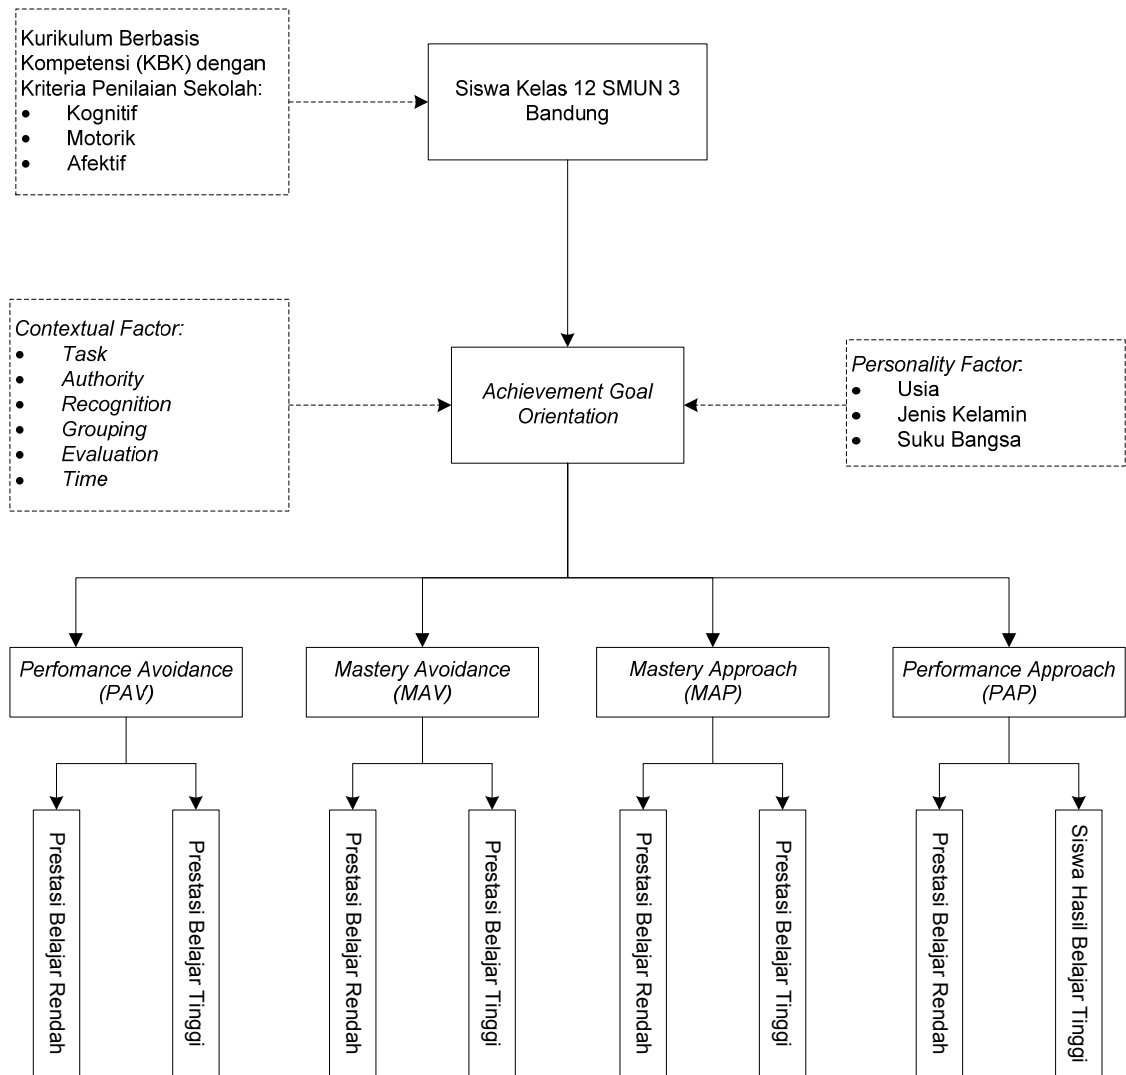 Kurikulum Berbasis
Kompetensi (KBK) dengan
Kriteria Penilaian Sekolah:
• Kognitif
• Motorik
• Afektif
Siswa Kelas 12 SMUN 3
Bandung
Contextual Factor:
• Task
• Authority
• Recognition
• Grouping
• Evaluation
• Time
Achievement Goal
Orientation
Personality Factor:
• Usia
• Jenis Kelamin
• Suku Bangsa
Perfomance Avoidance
(PAV)
Mastery Avoidance
(MAV)
Mastery Approach
(MAP)
Performance Approach
(PAP)
Prestasi Belajar Rendah
Prestasi Belajar Tinggi
Prestasi Belajar Rendah
Prestasi Belajar Tinggi
Prestasi Belajar Rendah
Prestasi Belajar Tinggi
Prestasi Belajar Rendah
Siswa Hasil Belajar Tinggi